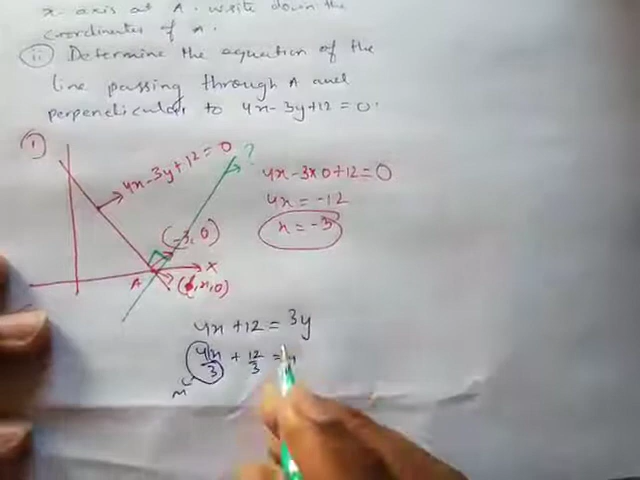 x-axis at A. write down the
coordinates of A.
(ii) Determine the equation of the
line passing through A and
perpendicular to 4x-3y+12=0.
(i)
4x-3y+12=0
?
4x-3×0+12=0
4x=-12
x=-3
(-3,0)
x
A
4x+12=3y
4x/3 + 12/3 =
m